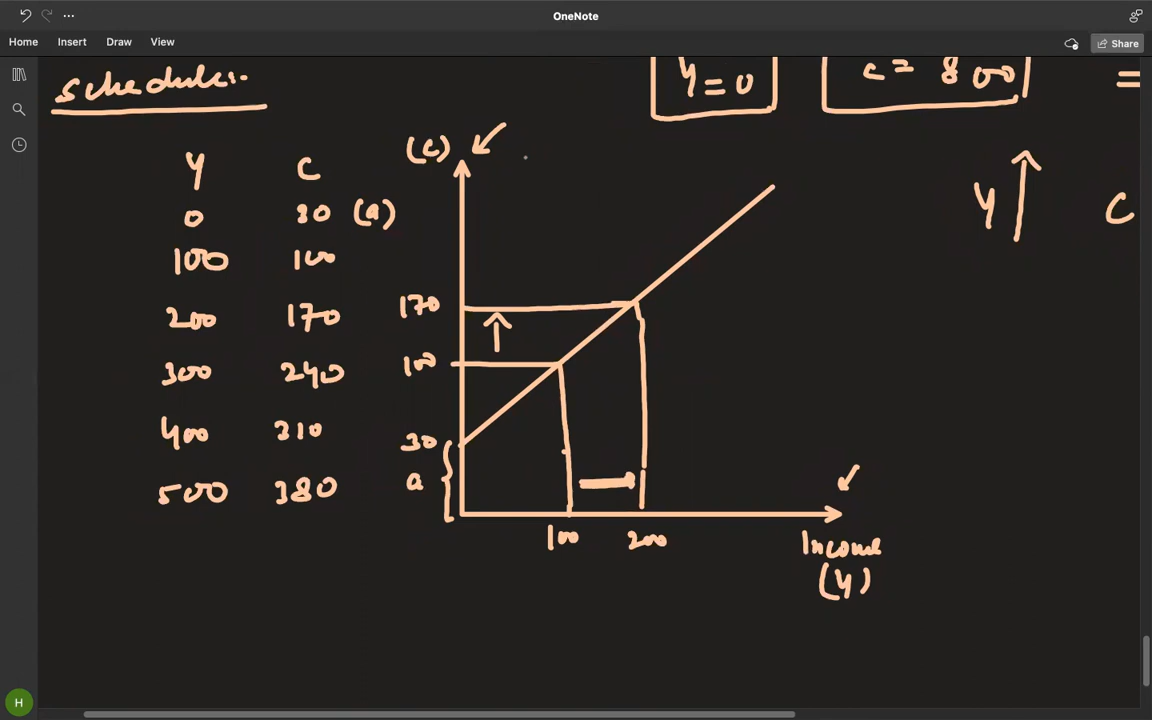 OneNote
Home Insert Draw View
Share
schedule:-
Y = 0
c = 800
=
Y C
0 30 (a)
100 100
200 170
300 240
400 310
500 380
(c)
170
100
30
a
100 200
Income
(Y)
Y C
H